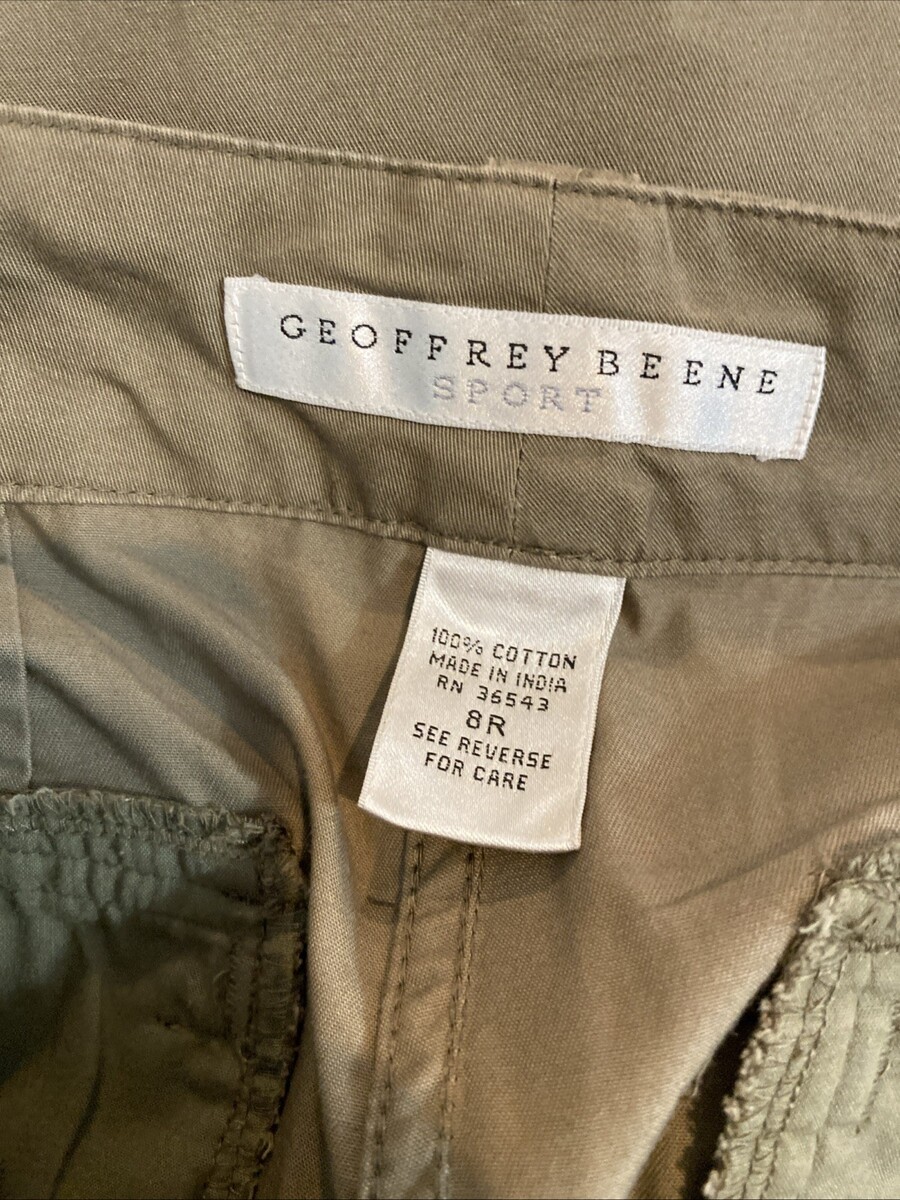 GEOFFREY BEENE
SPORT
100% COTTON
MADE IN INDIA
RN 36543
8R
SEE REVERSE
FOR CARE